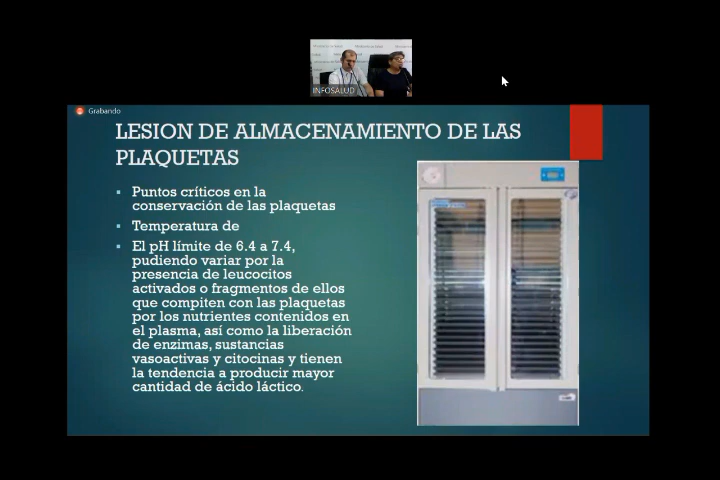 INFOSALUD
Grabando
LESION DE ALMACENAMIENTO DE LAS
PLAQUETAS
Puntos críticos en la
conservación de las plaquetas
Temperatura de
El pH límite de 6.4 a 7.4,
pudiendo variar por la
presencia de leucocitos
activados o fragmentos de ellos
que compiten con las plaquetas
por los nutrientes contenidos en
el plasma, así como la liberación
de enzimas, sustancias
vasoactivas y citocinas y tienen
la tendencia a producir mayor
cantidad de ácido láctico.